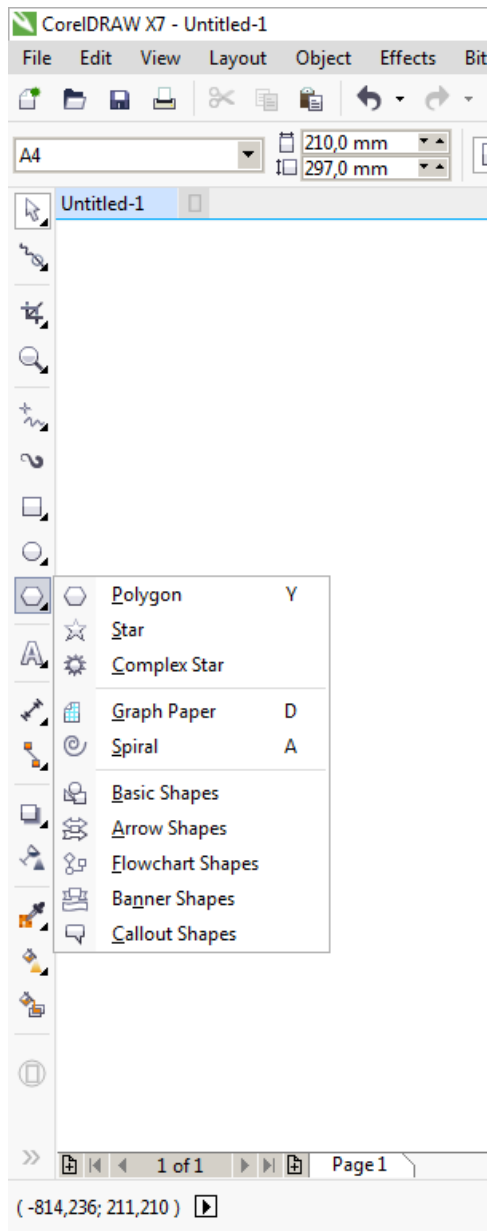 CorelDRAW X7 - Untitled-1
File Edit View Layout Object Effects Bit
A4
210,0 mm
297,0 mm
Untitled-1
Polygon Y
Star
Complex Star
Graph Paper D
Spiral A
Basic Shapes
Arrow Shapes
Flowchart Shapes
Banner Shapes
Callout Shapes
1 of 1 Page 1
( -814,236; 211,210 )